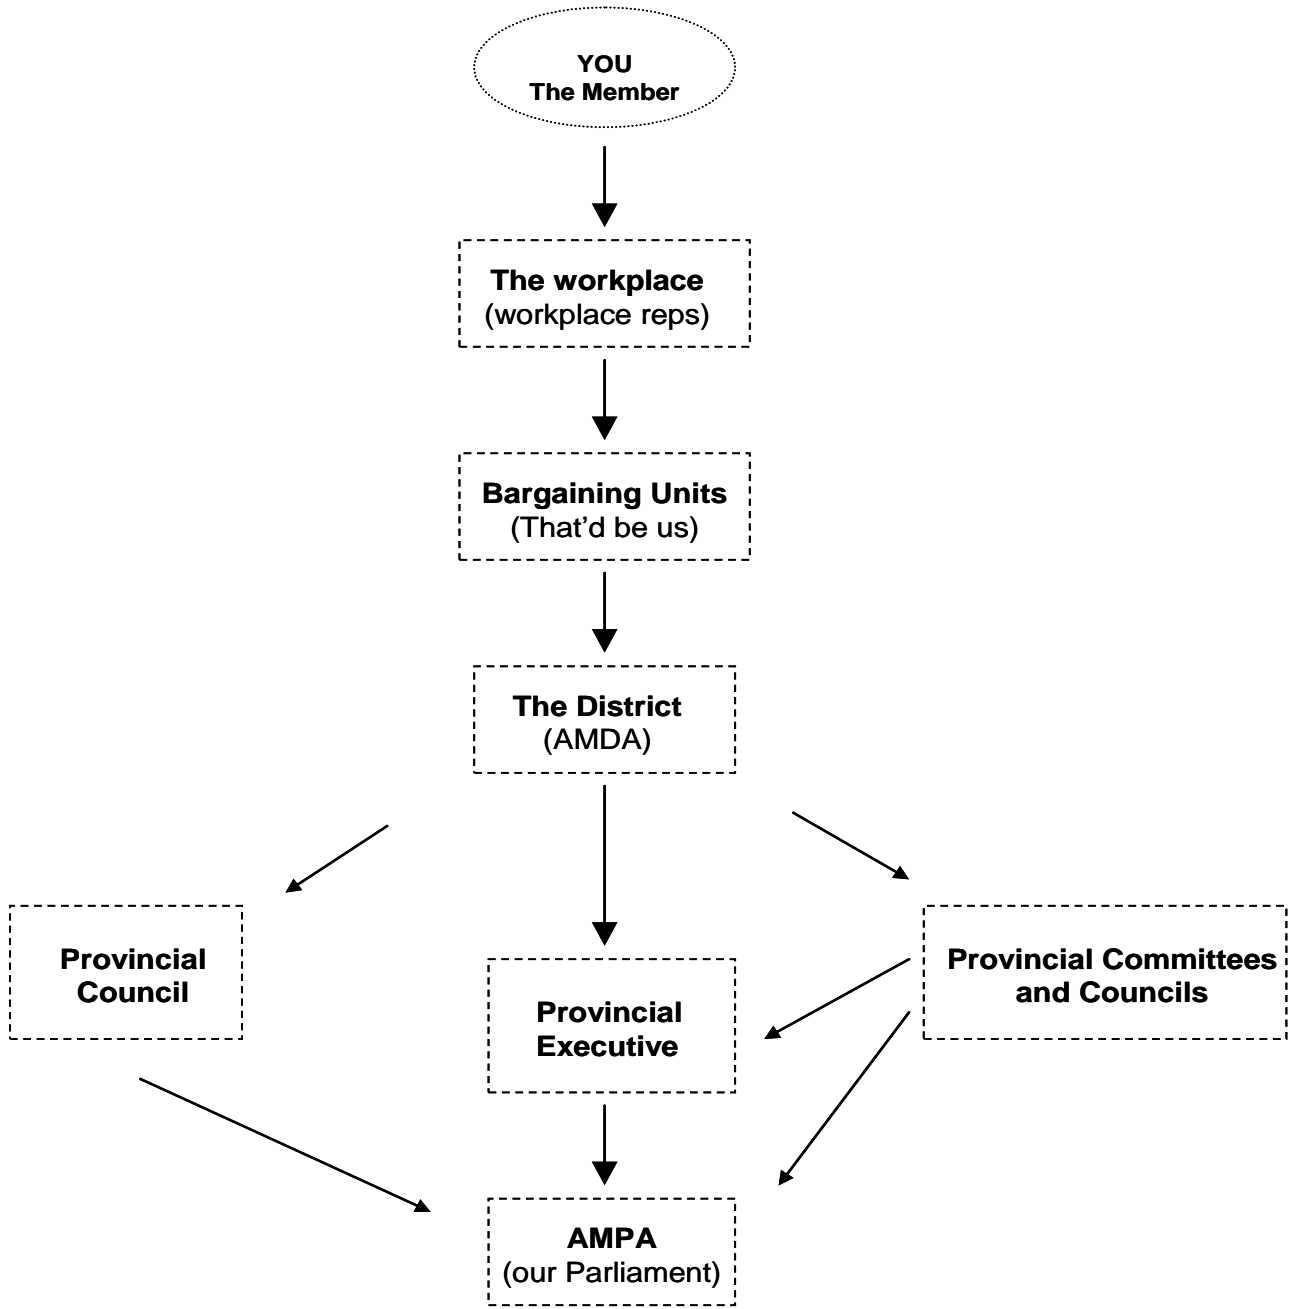 YOU
The Member
The workplace
(workplace reps)
Bargaining Units
(That’d be us)
The District
(AMDA)
Provincial
Council
Provincial
Executive
Provincial Committees
and Councils
AMPA
(our Parliament)